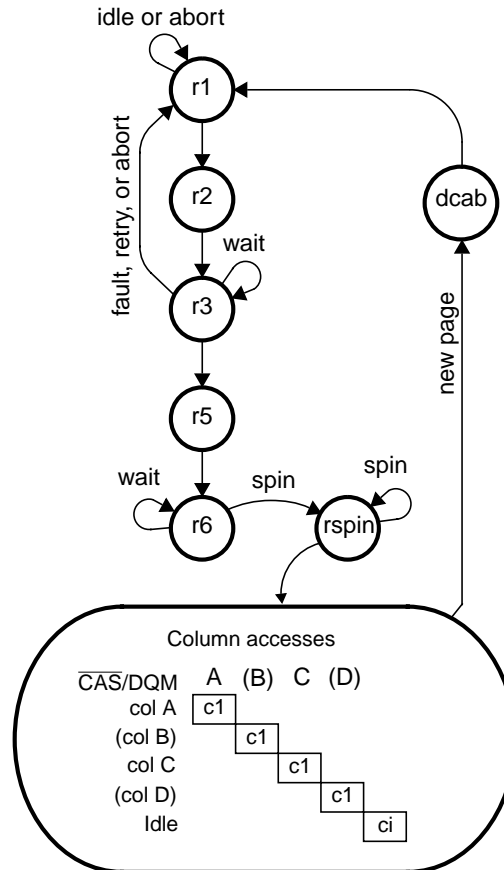 idle or abort
r1
r2
dcab
fault, retry, or abort
wait
r3
new page
r5
wait
spin
spin
r6
rspin
Column accesses
CAS/DQM A (B) C (D)
col A c1
(col B) c1
col C c1
(col D) c1
Idle ci